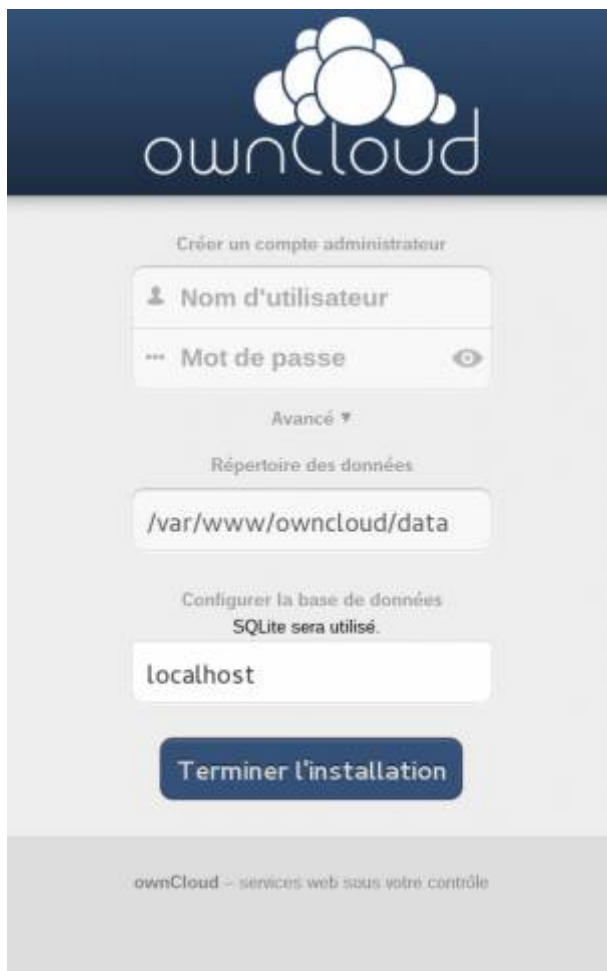 ownCloud
Créer un compte administrateur
Nom d'utilisateur
Mot de passe
Avancé ▼
Répertoire des données
/var/www/owncloud/data
Configurer la base de données
SQLite sera utilisé.
localhost
Terminer l'installation
ownCloud – services web sous votre contrôle